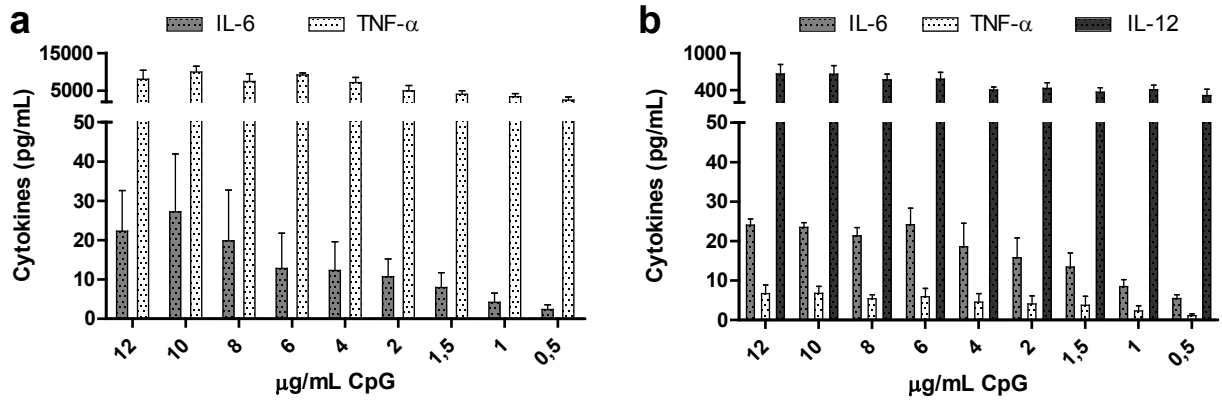 a
IL-6 TNF-α
Cytokines (pg/mL)
15000
5000
50
40
30
20
10
0
12 10 8 6 4 2 1,5 1 0,5
μg/mL CpG
b
IL-6 TNF-α IL-12
Cytokines (pg/mL)
1000
400
50
40
30
20
10
0
12 10 8 6 4 2 1,5 1 0,5
μg/mL CpG